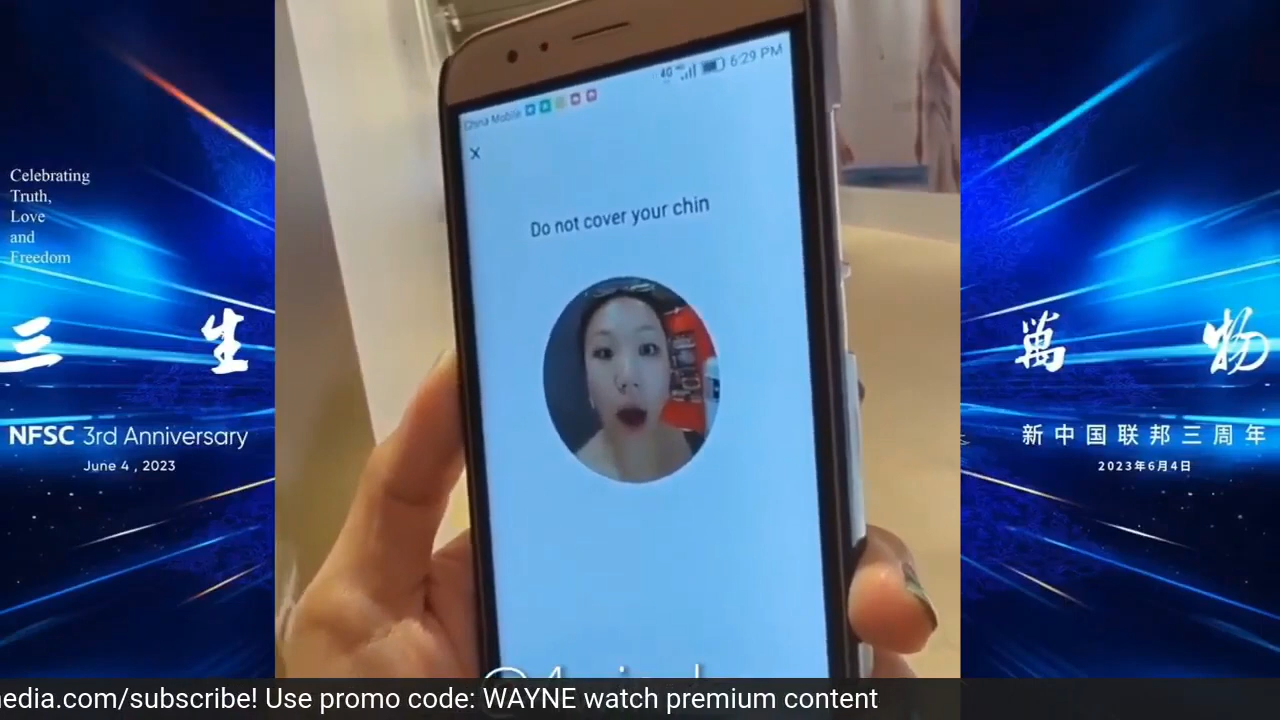 Celebrating
Truth,
Love
and
Freedom
三 生
NFSC 3rd Anniversary
June 4 , 2023
4G 6:29 PM
China Mobile
×
Do not cover your chin
萬 物
新中国联邦三周年
2023年6月4日
media.com/subscribe! Use promo code: WAYNE watch premium content